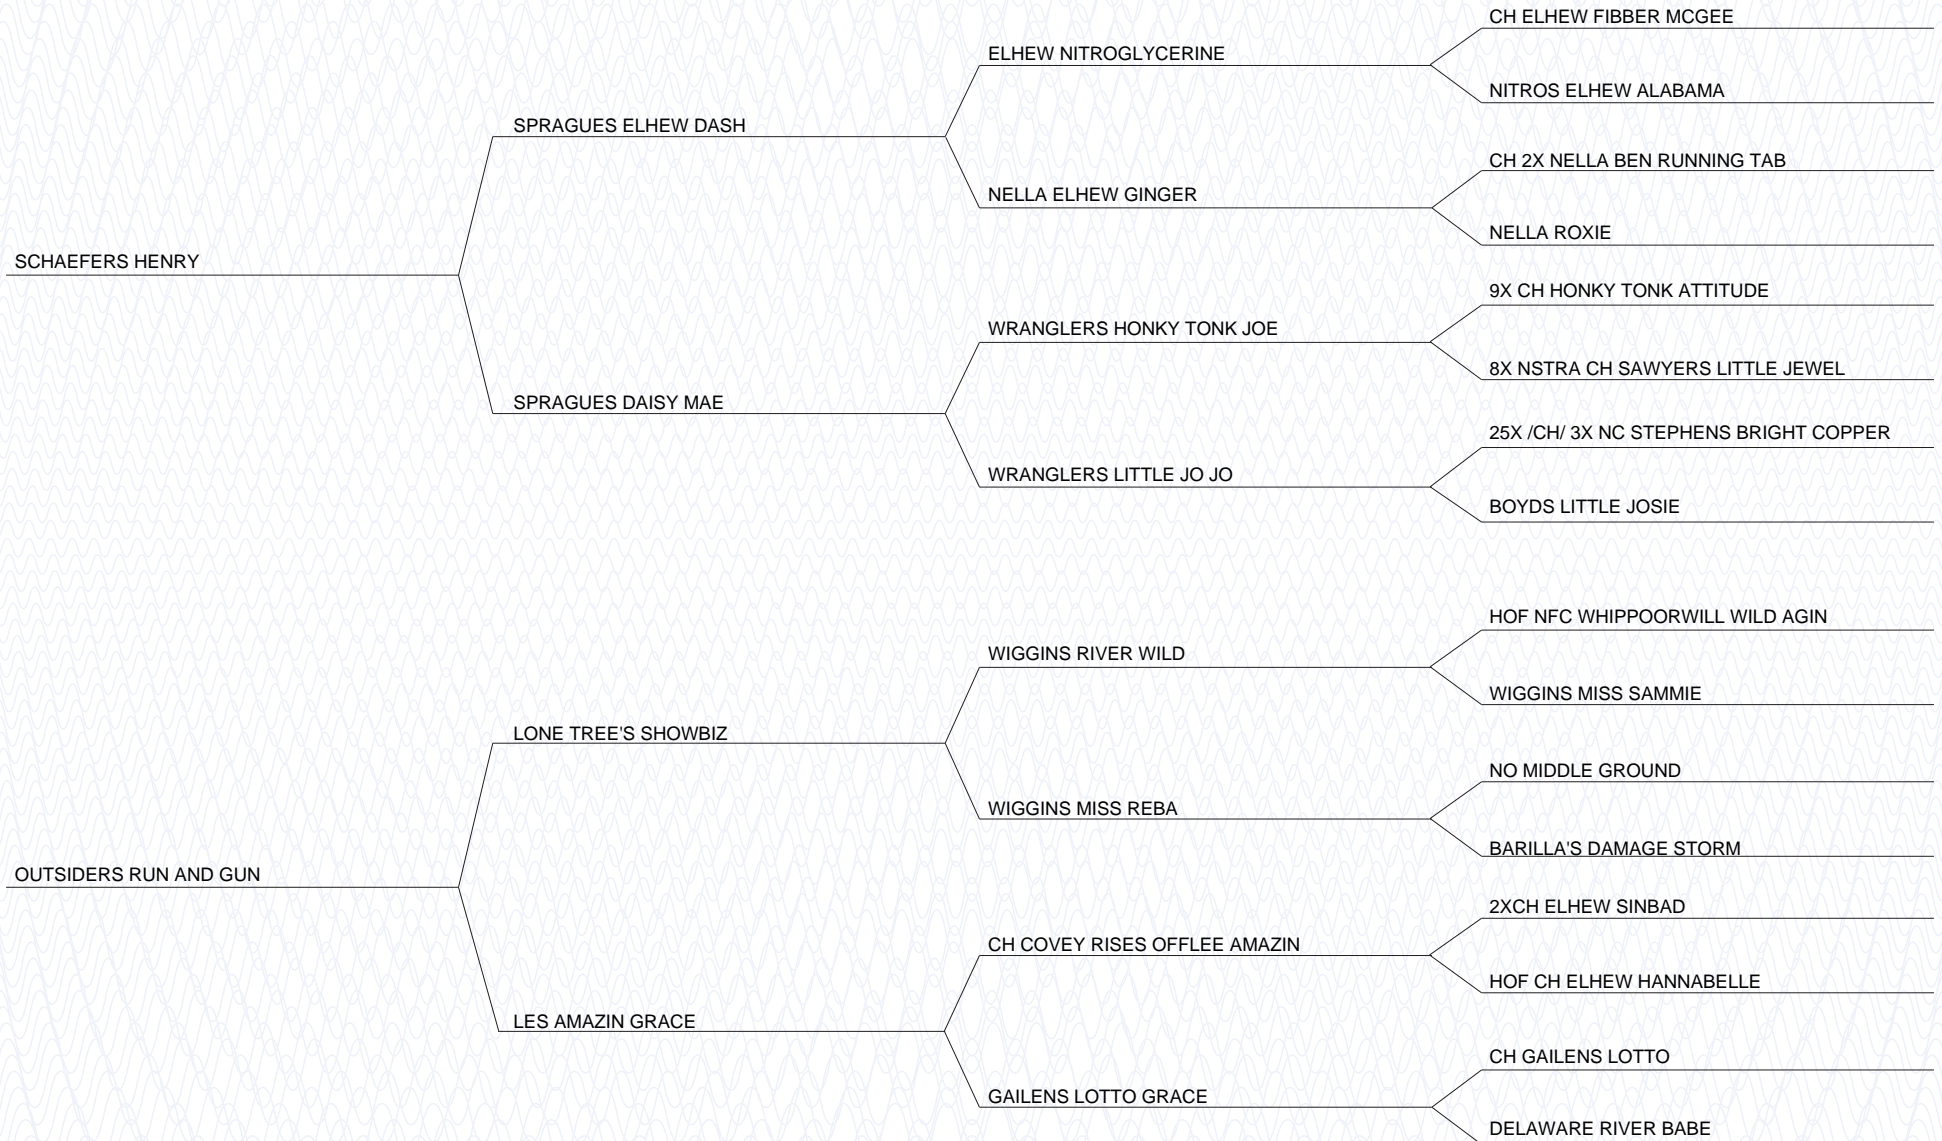 CH ELHEW FIBBER MCGEE
ELHEW NITROGLYCERINE
NITROS ELHEW ALABAMA
SPRAGUES ELHEW DASH
CH 2X NELLA BEN RUNNING TAB
NELLA ELHEW GINGER
NELLA ROXIE
SCHAEFERS HENRY
9X CH HONKY TONK ATTITUDE
WRANGLERS HONKY TONK JOE
8X NSTRA CH SAWYERS LITTLE JEWEL
SPRAGUES DAISY MAE
25X /CH/ 3X NC STEPHENS BRIGHT COPPER
WRANGLERS LITTLE JO JO
BOYDS LITTLE JOSIE
HOF NFC WHIPPOORWILL WILD AGIN
WIGGINS RIVER WILD
WIGGINS MISS SAMMIE
LONE TREE'S SHOWBIZ
NO MIDDLE GROUND
WIGGINS MISS REBA
BARILLA'S DAMAGE STORM
OUTSIDERS RUN AND GUN
2XCH ELHEW SINBAD
CH COVEY RISES OFFLEE AMAZIN
HOF CH ELHEW HANNABELLE
LES AMAZIN GRACE
CH GAILENS LOTTO
GAILENS LOTTO GRACE
DELAWARE RIVER BABE